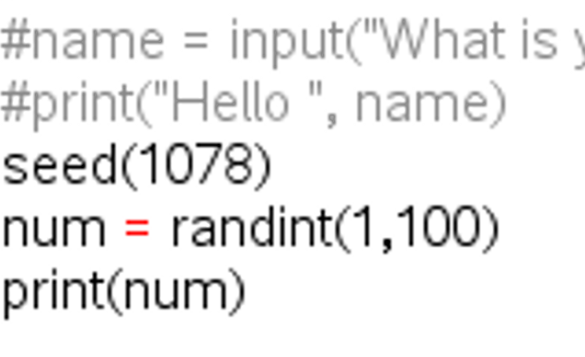 #name = input("What is
#print("Hello ", name)
seed(1078)
num = randint(1,100)
print(num)